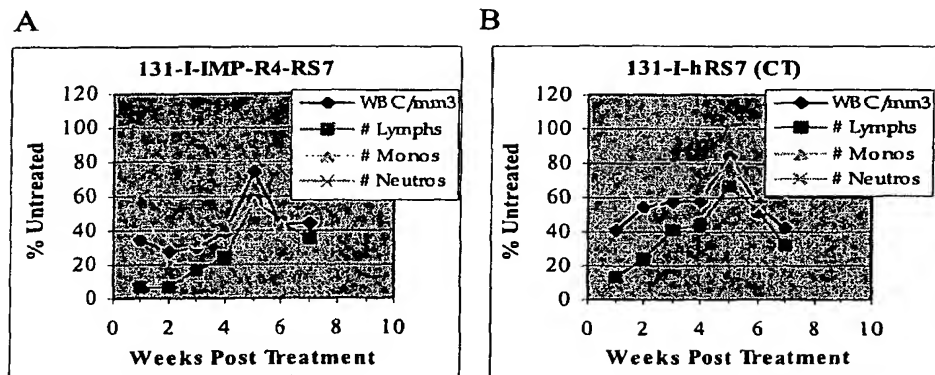 A
131-I-IMP-R4-RS7
120
100
80
60
40
20
0
% Untreated
WBC/mm3
# Lymphs
# Monos
# Neutros
0 2 4 6 8 10
Weeks Post Treatment
B
131-I-hRS7 (CT)
120
100
80
60
40
20
0
% Untreated
WBC/mm3
# Lymphs
# Monos
# Neutros
0 2 4 6 8 10
Weeks Post Treatment